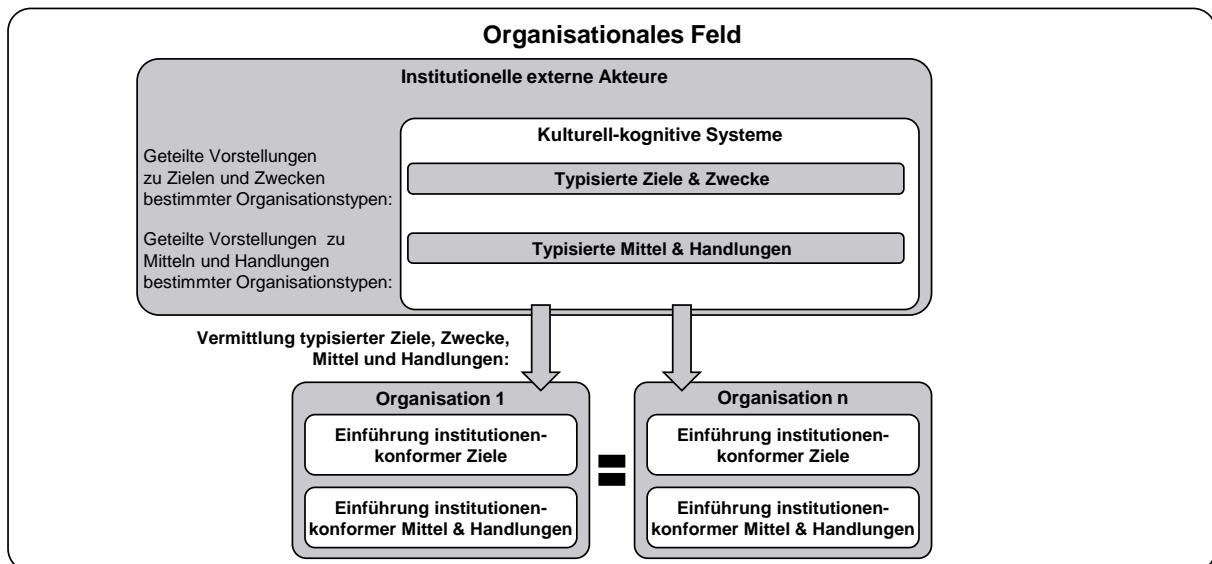 Organisationales Feld
Institutionelle externe Akteure
Kulturell-kognitive Systeme
Geteilte Vorstellungen
zu Zielen und Zwecken
bestimmter Organisationstypen:
Typisierte Ziele & Zwecke
Geteilte Vorstellungen zu
Mitteln und Handlungen
bestimmter Organisationstypen:
Typisierte Mittel & Handlungen
Vermittlung typisierter Ziele, Zwecke,
Mittel und Handlungen:
Organisation 1
Einführung institutionen-
konformer Ziele
Einführung institutionen-
konformer Mittel & Handlungen
=
Organisation n
Einführung institutionen-
konformer Ziele
Einführung institutionen-
konformer Mittel & Handlungen